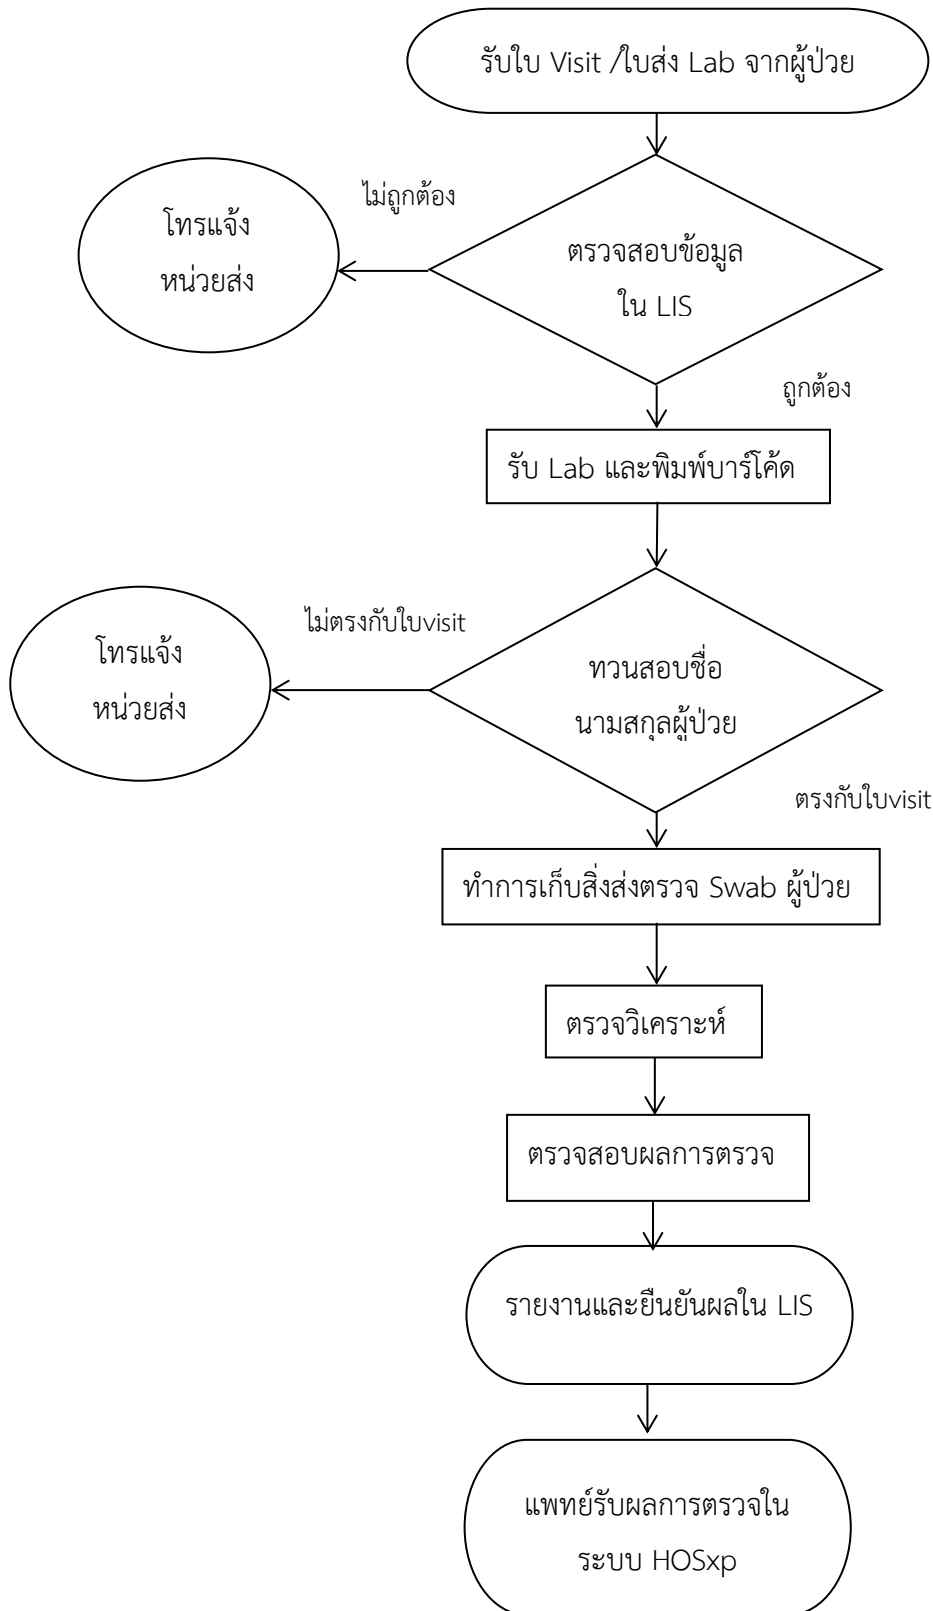 รับใบ Visit /ใบส่ง Lab จากผู้ป่วย
ไม่ถูกต้อง
โทรแจ้ง
หน่วยส่ง
ตรวจสอบข้อมูล
ใน LIS
ถูกต้อง
รับ Lab และพิมพ์บาร์โค้ด
ไม่ตรงกับใบvisit
โทรแจ้ง
หน่วยส่ง
ทวนสอบชื่อ
นามสกุลผู้ป่วย
ตรงกับใบvisit
ทำการเก็บสิ่งส่งตรวจ Swab ผู้ป่วย
ตรวจวิเคราะห์
ตรวจสอบผลการตรวจ
รายงานและยืนยันผลใน LIS
แพทย์รับผลการตรวจใน
ระบบ HOSxp